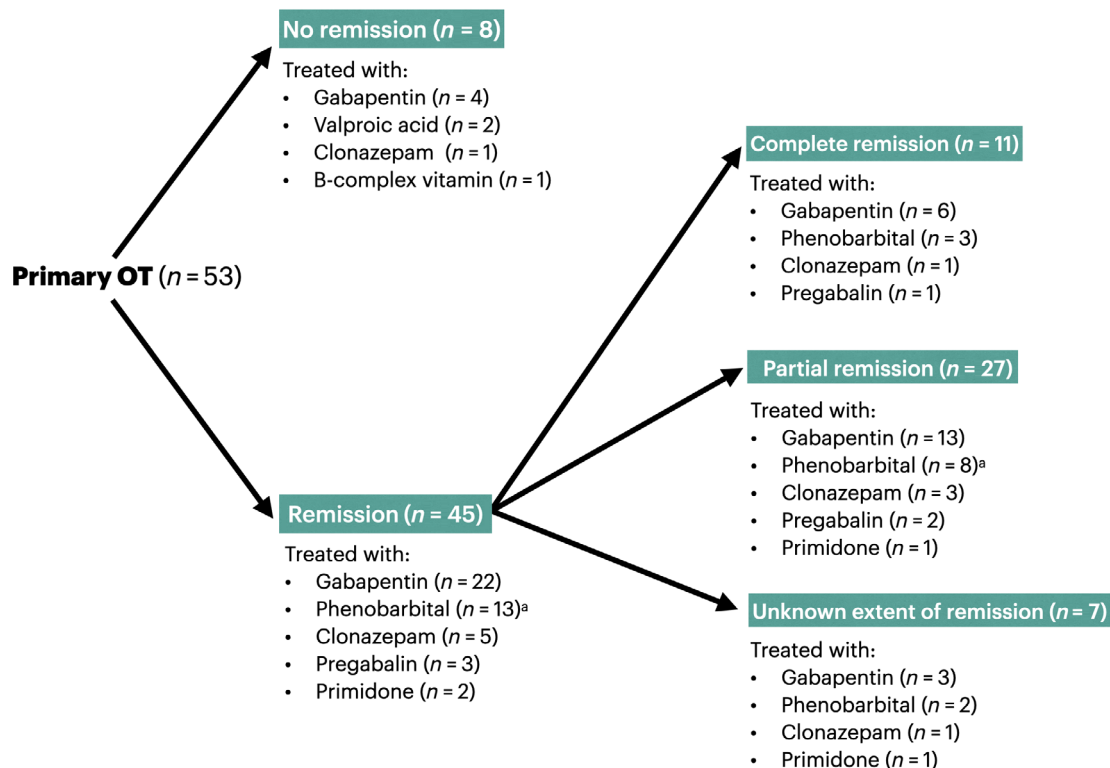 No remission (n = 8)
Treated with:
• Gabapentin (n = 4)
• Valproic acid (n = 2)
• Clonazepam (n = 1)
• B-complex vitamin (n = 1)
Primary OT (n = 53)
Remission (n = 45)
Treated with:
• Gabapentin (n = 22)
• Phenobarbital (n = 13)ᵃ
• Clonazepam (n = 5)
• Pregabalin (n = 3)
• Primidone (n = 2)
Complete remission (n = 11)
Treated with:
• Gabapentin (n = 6)
• Phenobarbital (n = 3)
• Clonazepam (n = 1)
• Pregabalin (n = 1)
Partial remission (n = 27)
Treated with:
• Gabapentin (n = 13)
• Phenobarbital (n = 8)ᵃ
• Clonazepam (n = 3)
• Pregabalin (n = 2)
• Primidone (n = 1)
Unknown extent of remission (n = 7)
Treated with:
• Gabapentin (n = 3)
• Phenobarbital (n = 2)
• Clonazepam (n = 1)
• Primidone (n = 1)